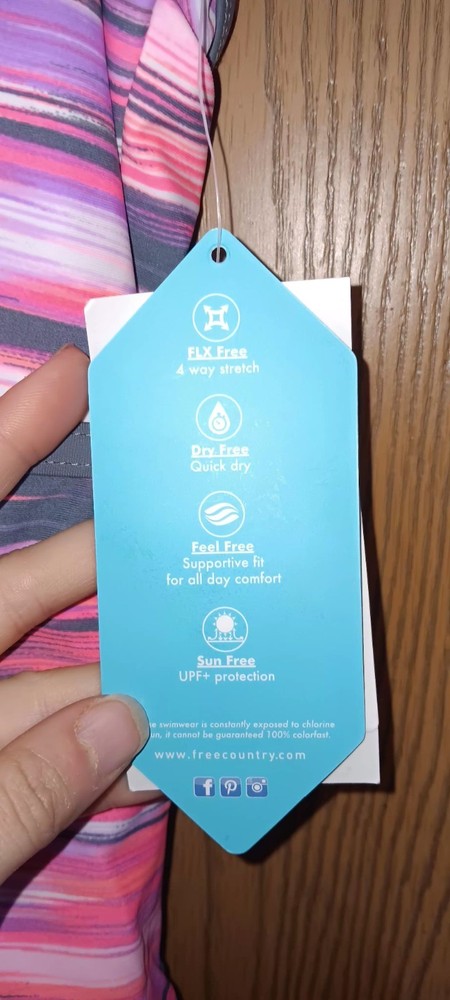 FLX Free
4 way stretch
Dry Free
Quick dry
Feel Free
Supportive fit
for all day comfort
Sun Free
UPF+ protection
swimwear is constantly exposed to chlorine
it cannot be guaranteed 100% colorfast.
www.freecountry.com